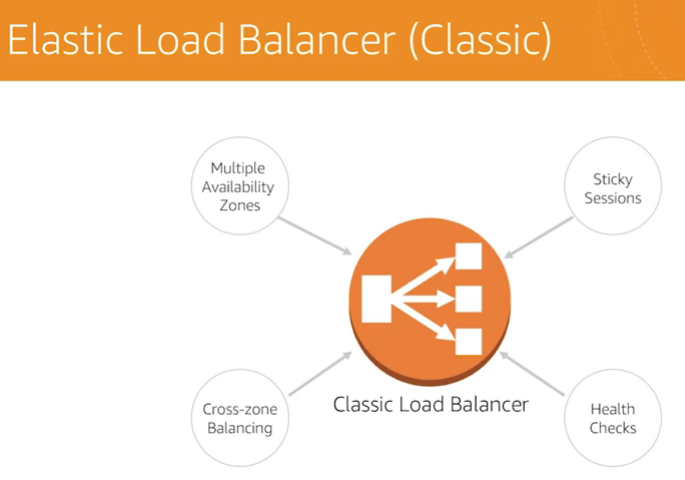 Elastic Load Balancer (Classic)
Multiple
Availability
Zones
Sticky
Sessions
Classic Load Balancer
Cross-zone
Balancing
Health
Checks